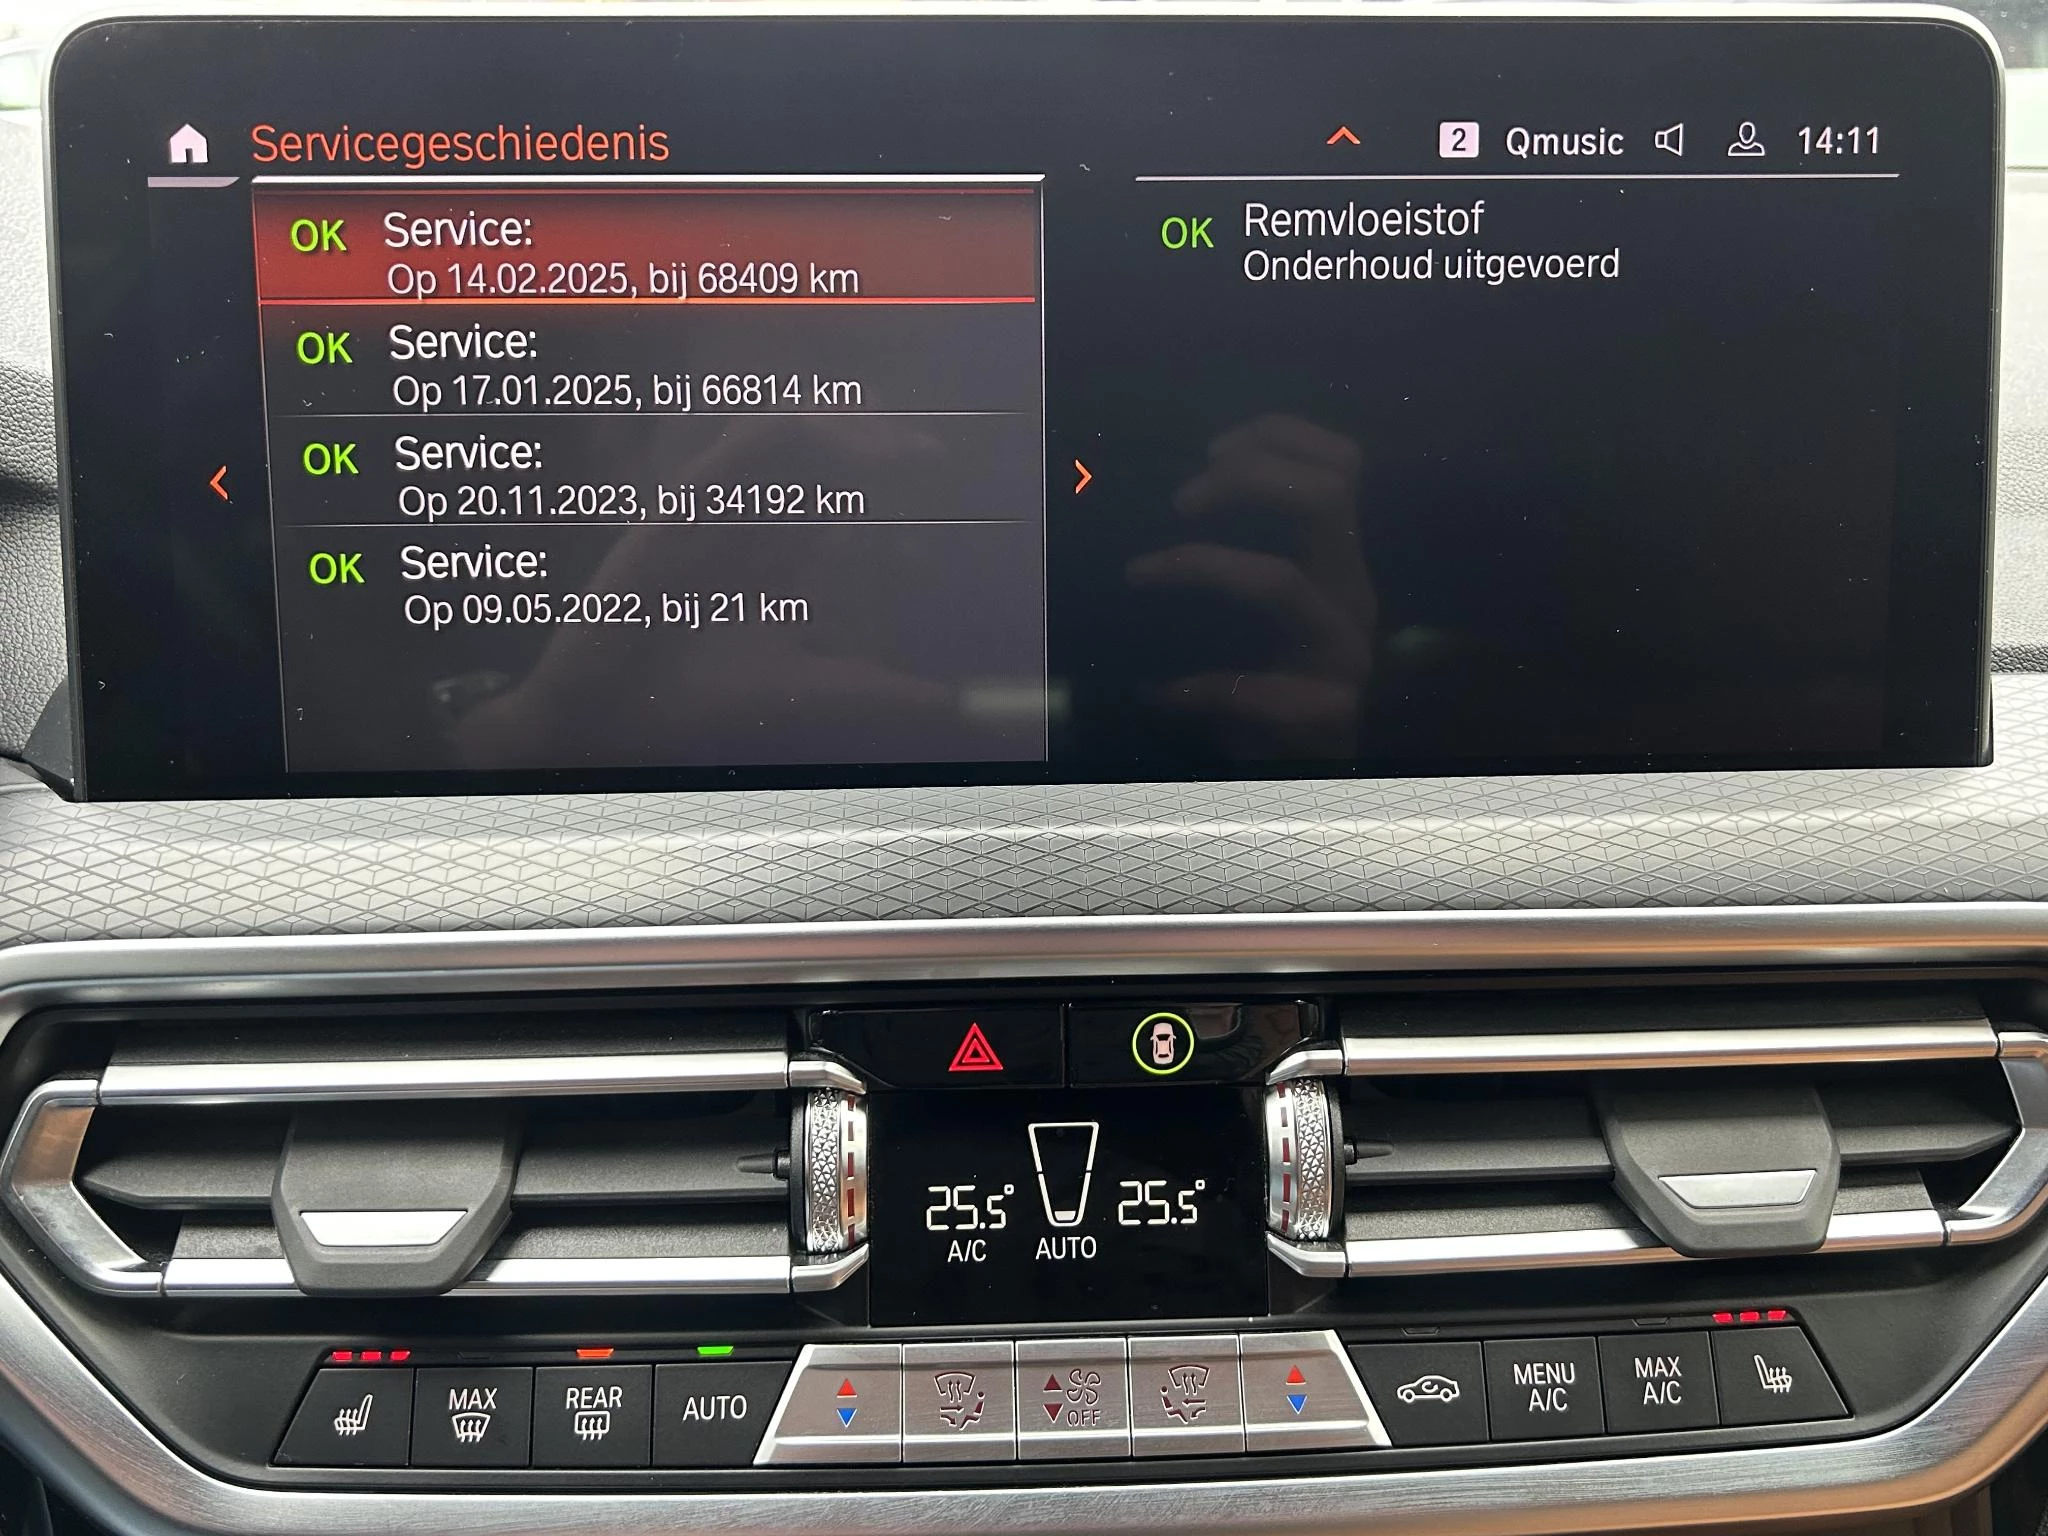 Servicegeschiedenis
2 Qmusic 14:11
OK Service:
Op 14.02.2025, bij 68409 km
OK Service:
Op 17.01.2025, bij 66814 km
OK Service:
Op 20.11.2023, bij 34192 km
OK Service:
Op 09.05.2022, bij 21 km
OK Remvloeistof
Onderhoud uitgevoerd
25.5° 25.5°
A/C AUTO
MAX
REAR
AUTO
OFF
MENU
A/C
MAX
A/C